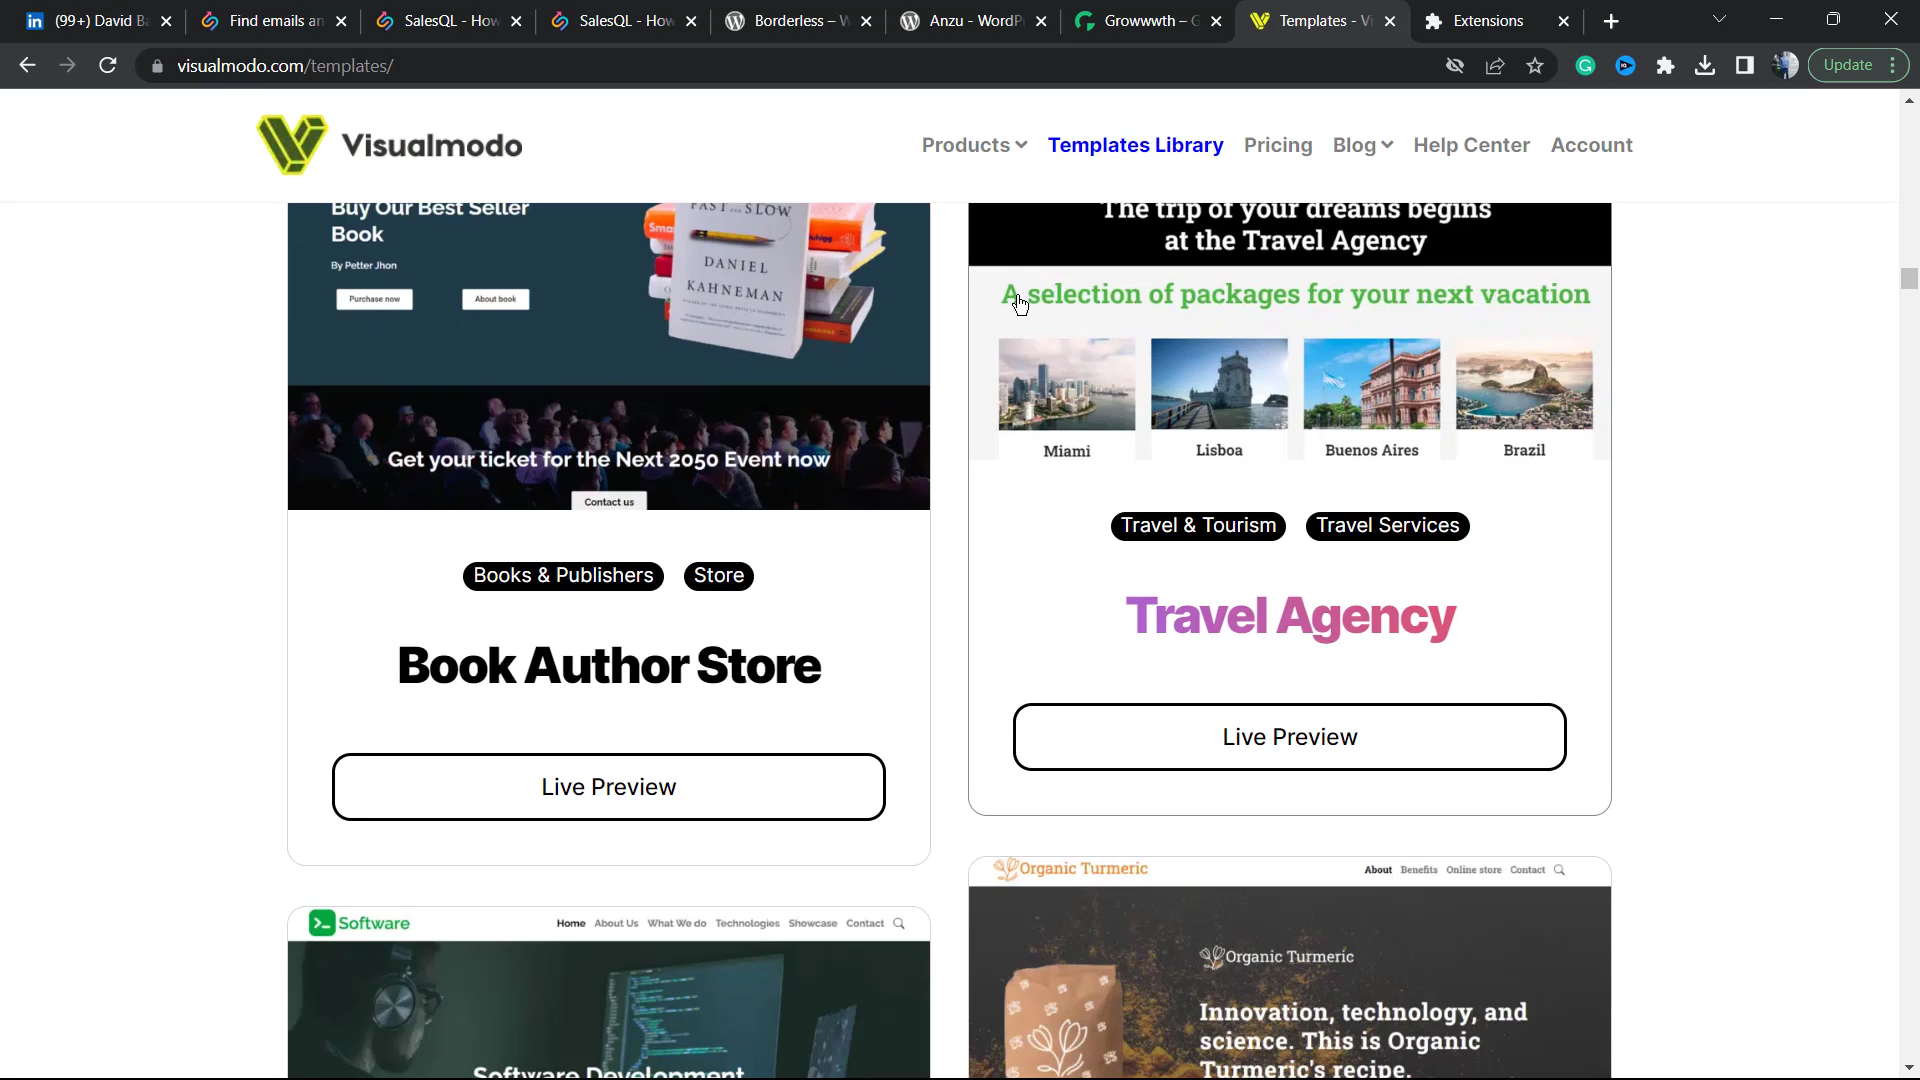 (99+) David Ba
Find emails an
SalesQL - How
SalesQL - How
Borderless – W
Anzu - WordPr
Growwwth – G
Templates - Vi
Extensions
visualmodo.com/templates/
Update
Visualmodo
Products
Templates Library
Pricing
Blog
Help Center
Account
Buy Our Best Seller
Book
By Petter Jhon
Purchase now
About book
FAST AND SLOW
DANIEL
KAHNEMAN
Get your ticket for the Next 2050 Event now
Contact us
Books & Publishers
Store
Book Author Store
Live Preview
The trip of your dreams begins
at the Travel Agency
A selection of packages for your next vacation
Miami
Lisboa
Buenos Aires
Brazil
Travel & Tourism
Travel Services
Travel Agency
Live Preview
Software
Home
About Us
What We do
Technologies
Showcase
Contact
Software Development
Organic Turmeric
About
Benefits
Online store
Contact
Organic Turmeric
Innovation, technology, and
science. This is Organic
Turmeric's recipe.